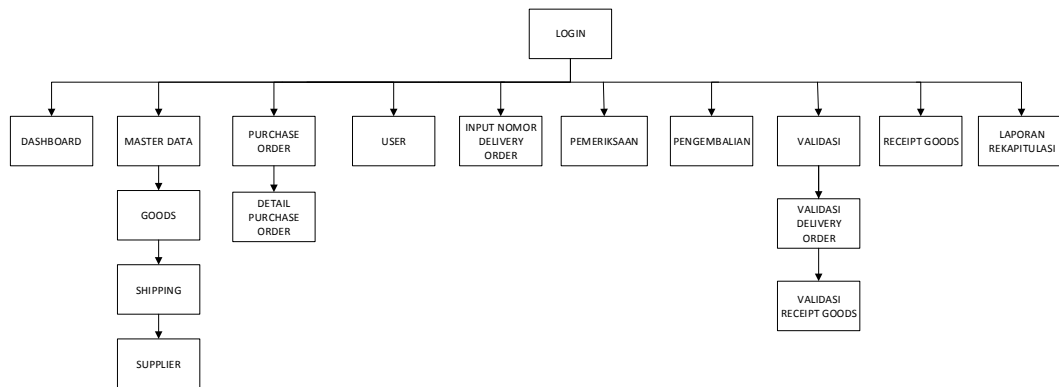 LOGIN
DASHBOARD
MASTER DATA
PURCHASE
ORDER
USER
INPUT NOMOR
DELIVERY
ORDER
PEMERIKSAAN
PENGEMBALIAN
VALIDASI
RECEIPT GOODS
LAPORAN
REKAPITULASI
GOODS
DETAIL
PURCHASE
ORDER
VALIDASI
DELIVERY
ORDER
SHIPPING
VALIDASI
RECEIPT GOODS
SUPPLIER